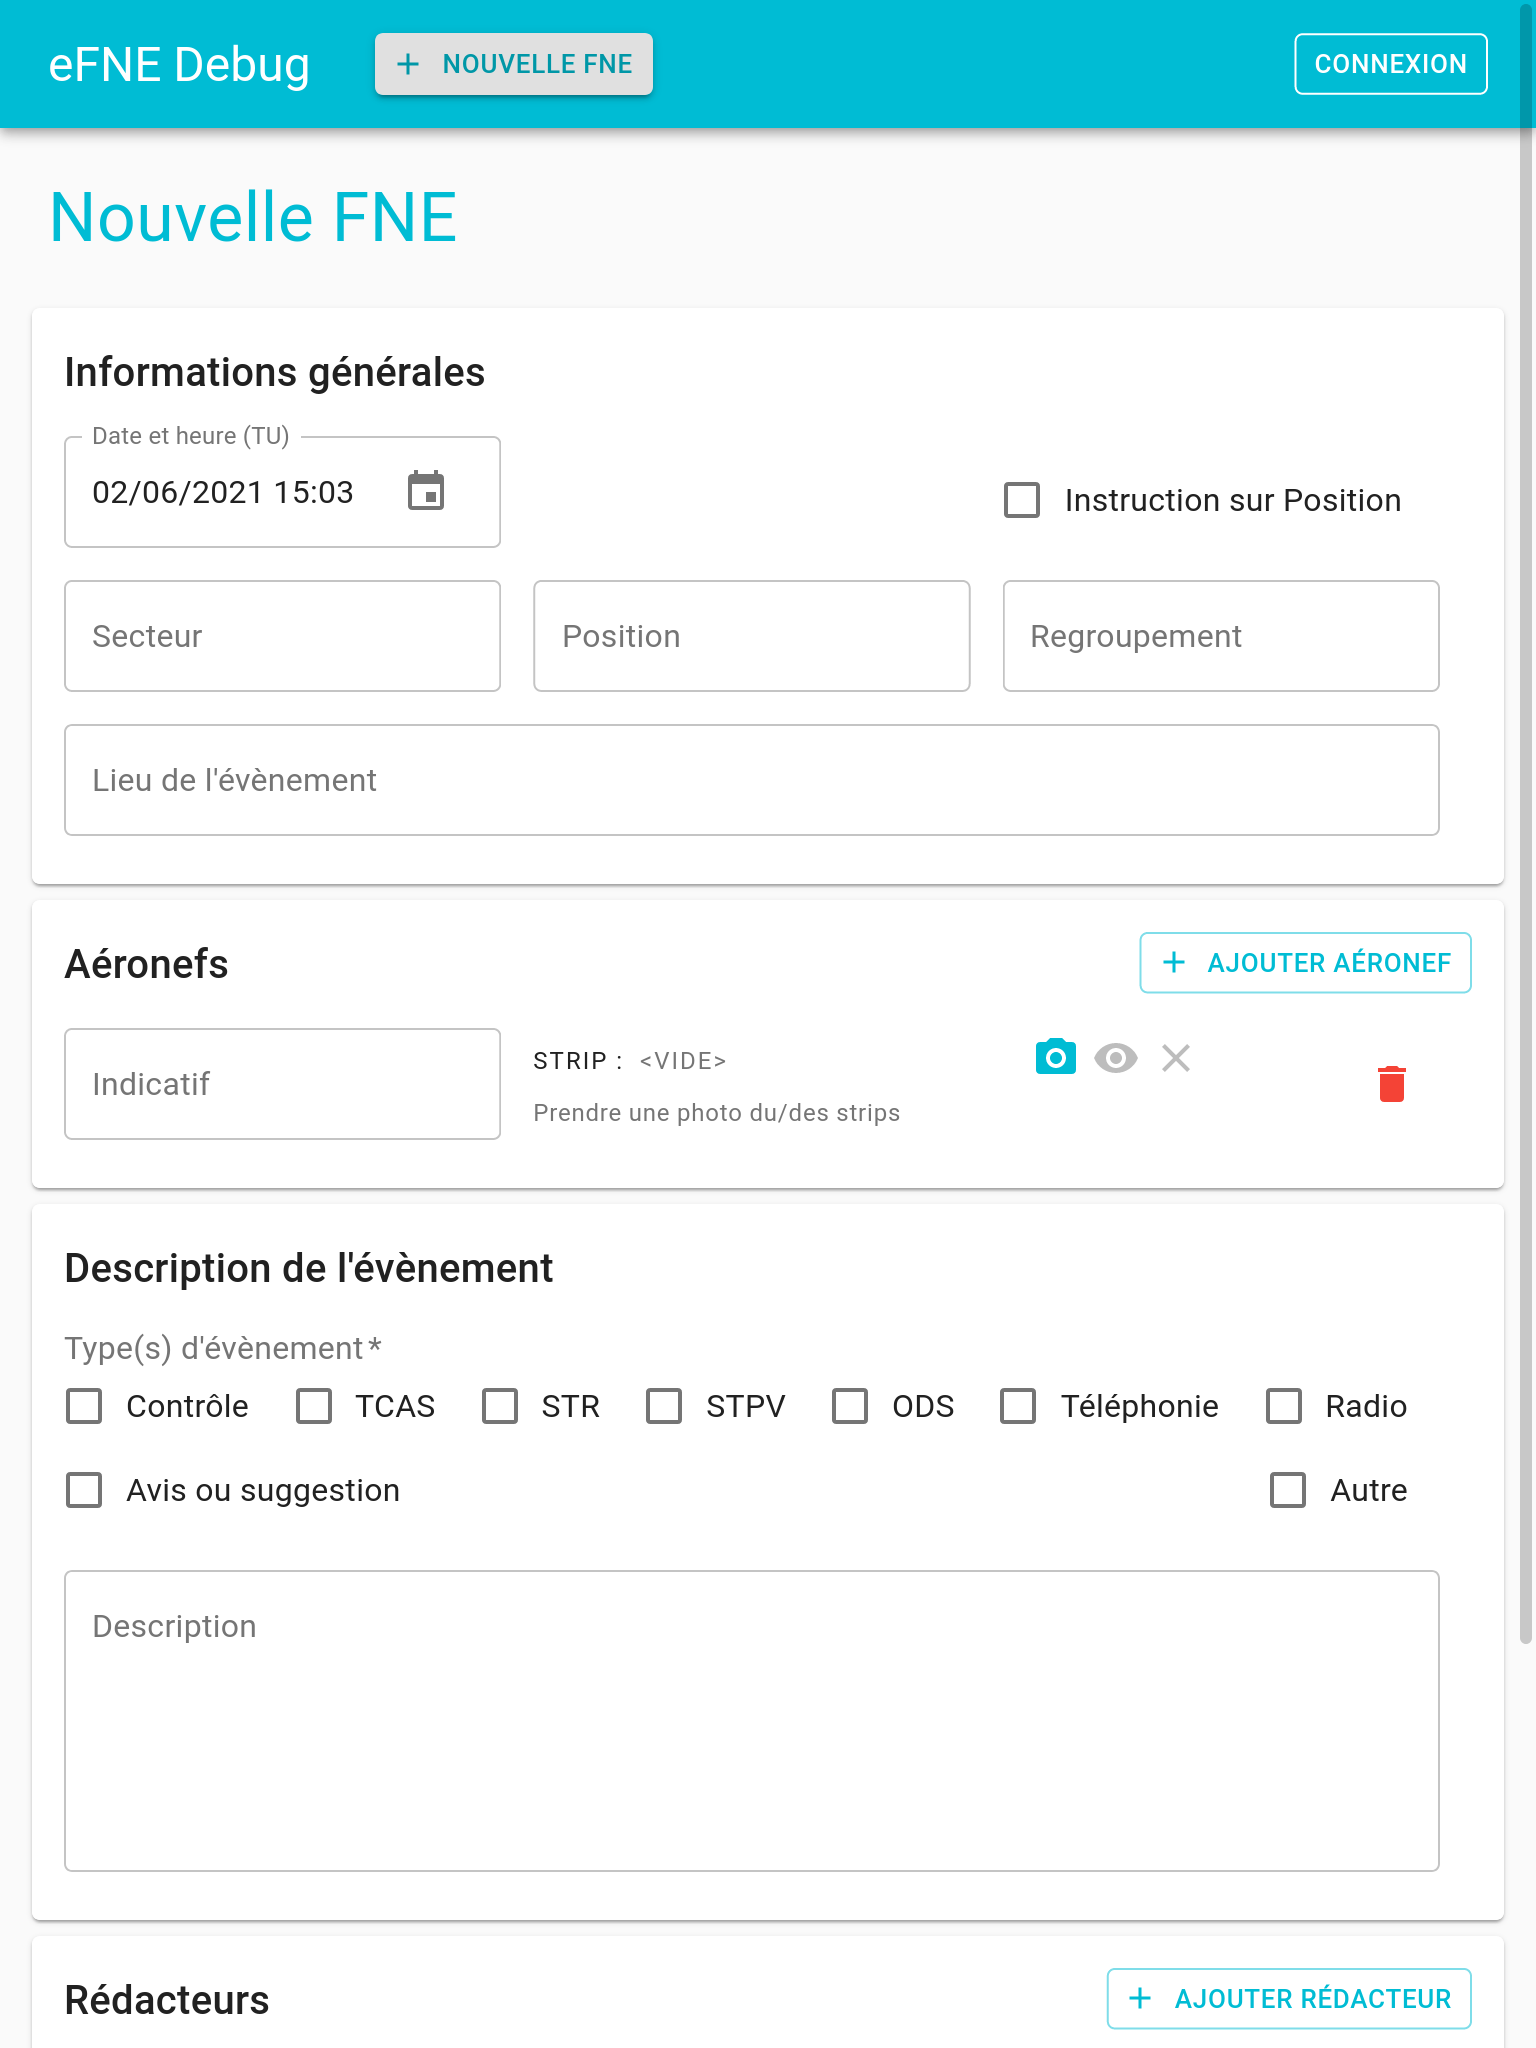 eFNE Debug
NOUVELLE FNE
CONNEXION
Nouvelle FNE
Informations générales
Date et heure (TU)
02/06/2021 15:03
Instruction sur Position
Secteur
Position
Regroupement
Lieu de l'évènement
Aéronefs
AJOUTER AÉRONEF
Indicatif
STRIP : <VIDE>
Prendre une photo du/des strips
Description de l'évènement
Type(s) d'évènement *
Contrôle
TCAS
STR
STPV
ODS
Téléphonie
Radio
Avis ou suggestion
Autre
Description
Rédacteurs
AJOUTER RÉDACTEUR